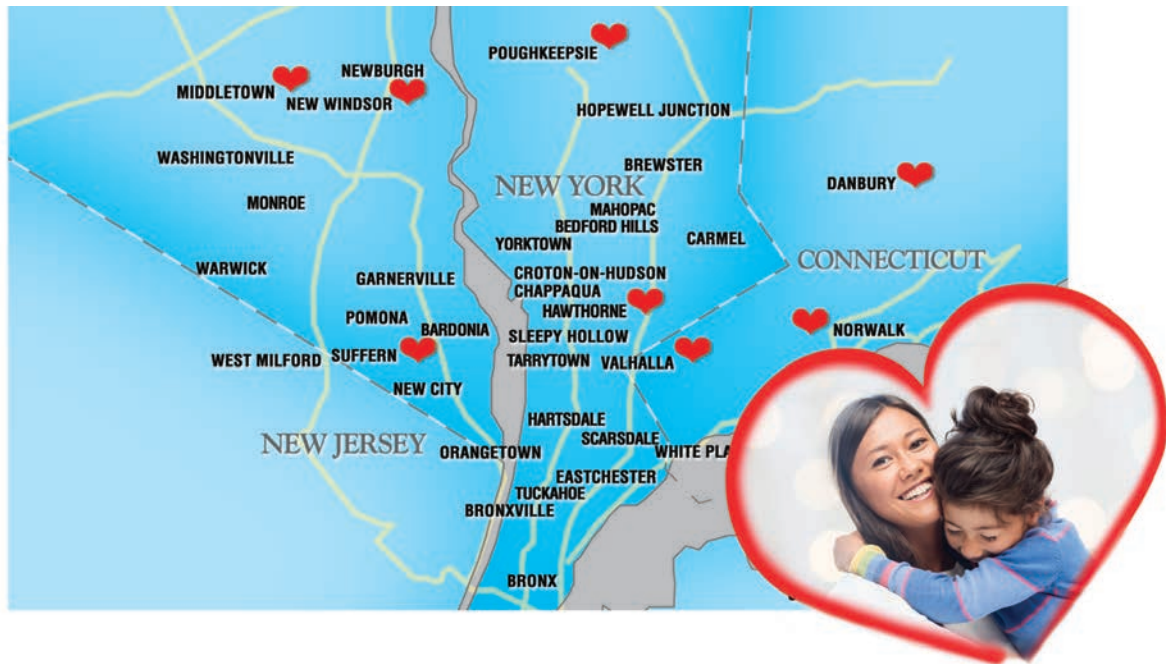 POUGHKEEPSIE
NEWBURGH
MIDDLETOWN
NEW WINDSOR
HOPEWELL JUNCTION
WASHINGTONVILLE
BREWSTER
DANBURY
NEW YORK
MONROE
MAHOPAC
BEDFORD HILLS
YORKTOWN
CARMEL
CONNECTICUT
WARWICK
GARNERVILLE
CROTON-ON-HUDSON
CHAPPAQUA
HAWTHORNE
POMONA
BARDONIA
SLEEPY HOLLOW
NORWALK
WEST MILFORD
SUFFERN
TARRYTOWN
VALHALLA
NEW CITY
HARTSDALE
SCARSDALE
NEW JERSEY
ORANGETOWN
WHITE PLA
EASTCHESTER
TUCKAHOE
BRONXVILLE
BRONX